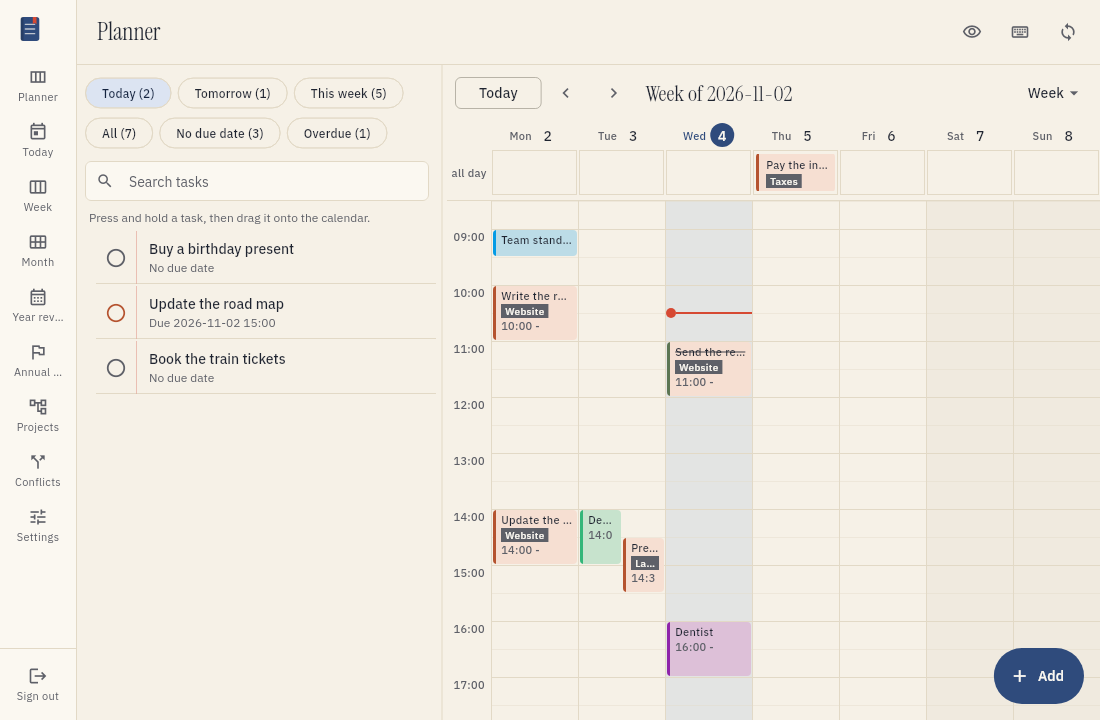 Planner
Planner
Today
Week
Month
Year rev...
Annual ...
Projects
Conflicts
Settings
Sign out
Today (2)
Tomorrow (1)
This week (5)
All (7)
No due date (3)
Overdue (1)
Search tasks
Press and hold a task, then drag it onto the calendar.
Buy a birthday present
No due date
Update the road map
Due 2026-11-02 15:00
Book the train tickets
No due date
Today
Week of 2026-11-02
Week
Mon 2
Tue 3
Wed 4
Thu 5
Fri 6
Sat 7
Sun 8
all day
Pay the in...
Taxes
09:00
Team stand...
10:00
Write the r...
Website
10:00 -
11:00
Send the re...
Website
11:00 -
12:00
13:00
14:00
Update the ...
Website
14:00 -
De...
14:0
Pre...
La...
14:3
15:00
16:00
Dentist
16:00 -
17:00
Add